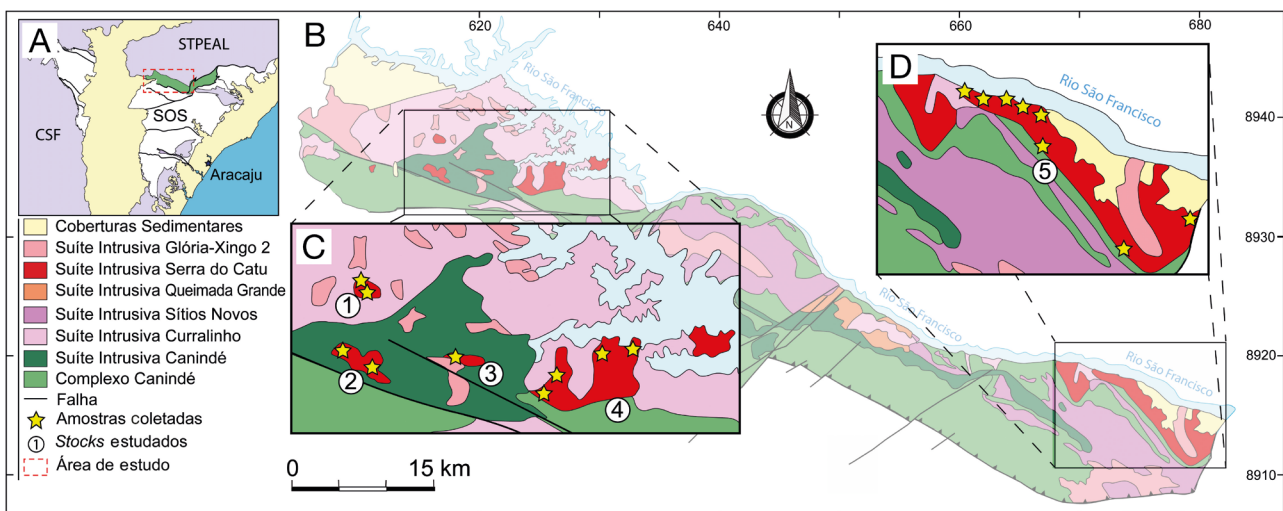 620
640
660
680
A
STPEAL
CSF
SOS
Aracaju
B
Rio São Francisco
N
D
Rio São Francisco
5
8940
8930
8920
8910
Coberturas Sedimentares
Suíte Intrusiva Glória-Xingo 2
Suíte Intrusiva Serra do Catu
Suíte Intrusiva Queimada Grande
Suíte Intrusiva Sítios Novos
Suíte Intrusiva Curralinho
Suíte Intrusiva Canindé
Complexo Canindé
Falha
Amostras coletadas
1 Stocks estudados
Área de estudo
C
1
2
3
4
Rio São Francisco
Rio São Francisco
0 15 km